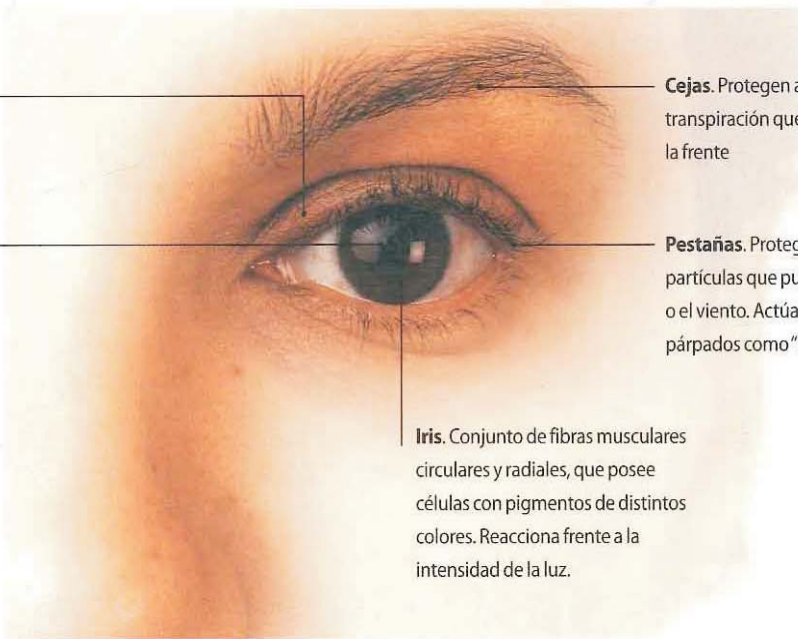 Cejas. Protegen a
transpiración que
la frente
Pestañas.
partículas que
o el viento.
párpados como "
Iris. Conjunto de fibras musculares
circulares y radiales, que posee
células con pigmentos de distintos
colores. Reacciona frente a la
intensidad de la luz.